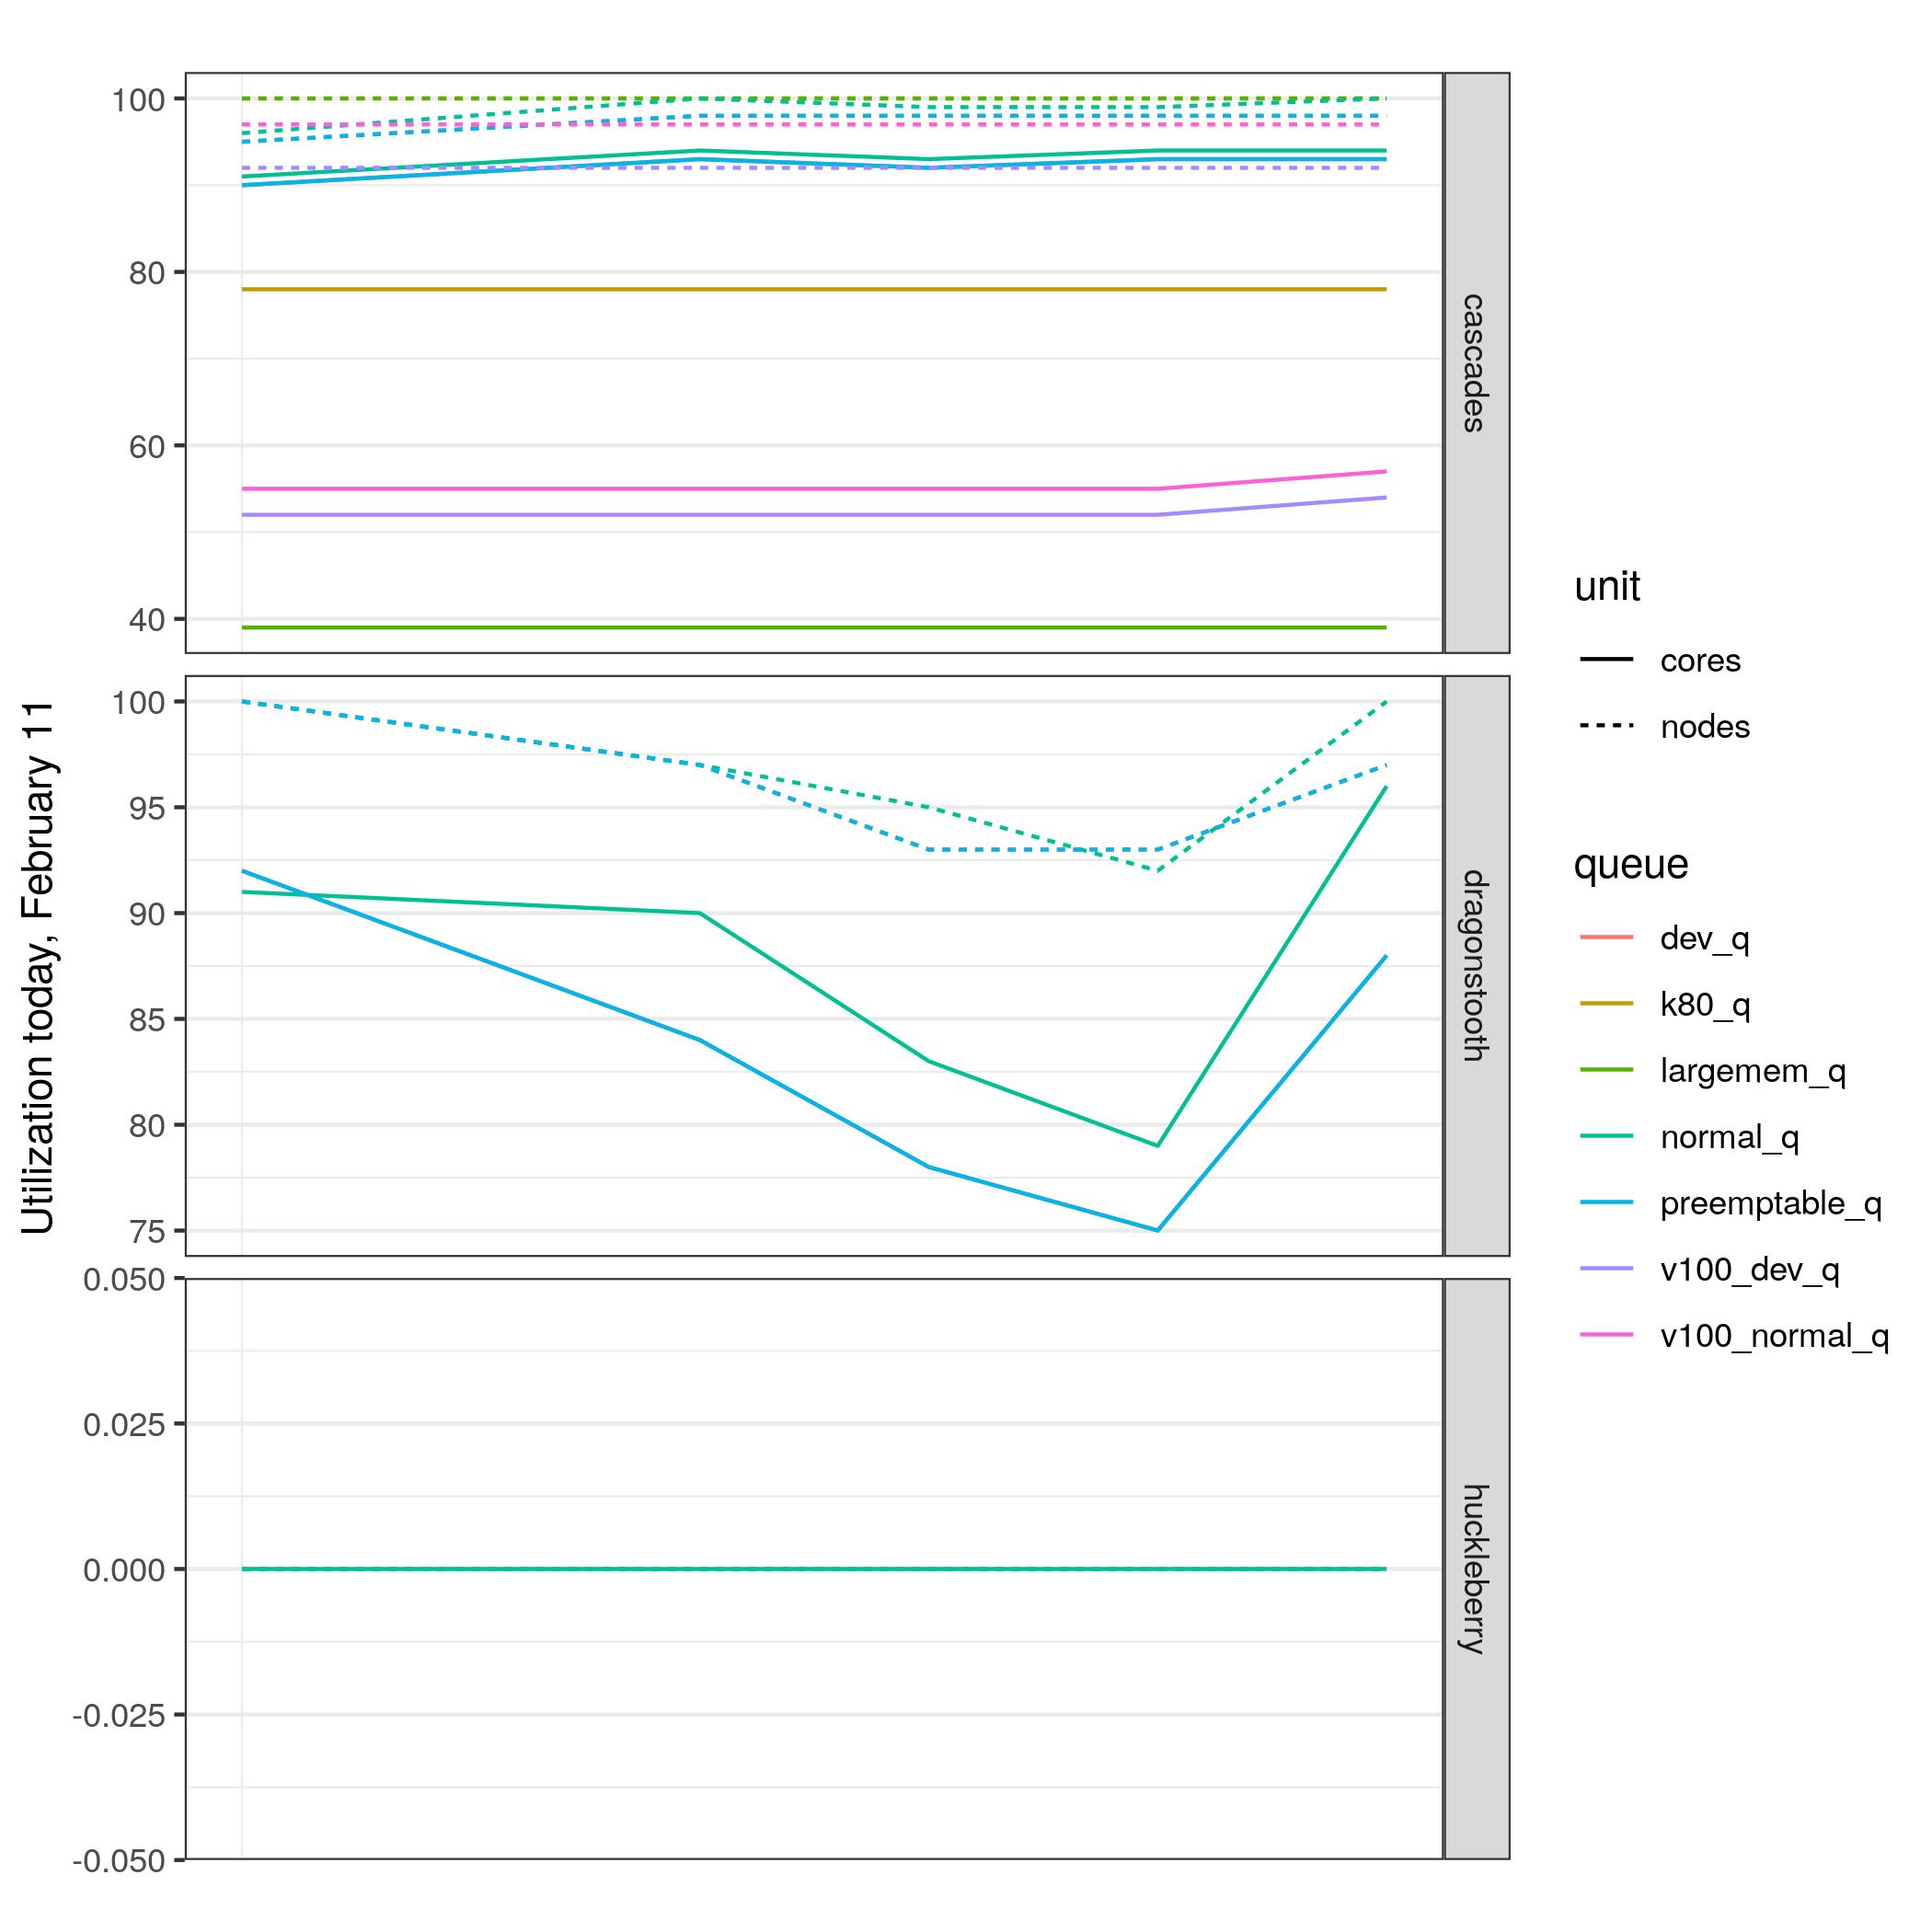 Utilization today, February 11
100
80
60
40
cascades
100
95
90
85
80
75
dragonstooth
0.050
0.025
0.000
-0.025
-0.050
huckleberry
unit
cores
nodes
queue
dev_q
k80_q
largemem_q
normal_q
preemptable_q
v100_dev_q
v100_normal_q